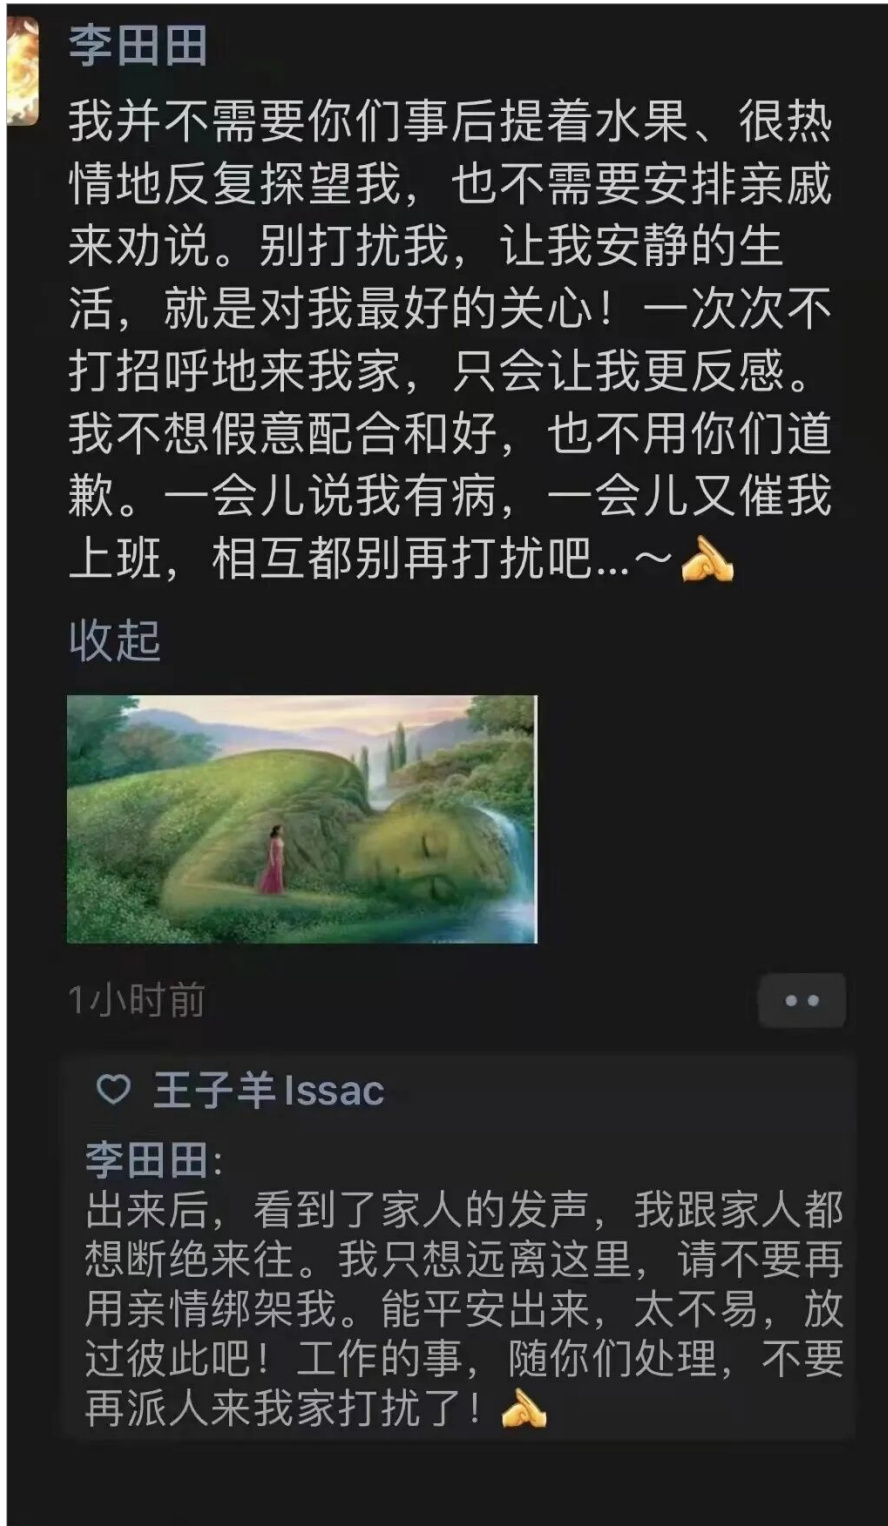 李田田
我并不需要你们事后提着水果、很热
情地反复探望我，也不需要安排亲戚
来劝说。别打扰我，让我安静的生
活，就是对我最好的关心！一次次不
打招呼地来我家，只会让我更反感。
我不想假意配合和好，也不用你们道
歉。一会儿说我有病，一会儿又催我
上班，相互都别再打扰吧...～
收起
1小时前
王子羊Issac
李田田:
出来后，看到了家人的发声，我跟家人都
想断绝来往。我只想远离这里，请不要再
用亲情绑架我。能平安出来，太不易，放
过彼此吧！工作的事，随你们处理，不要
再派人来我家打扰了！